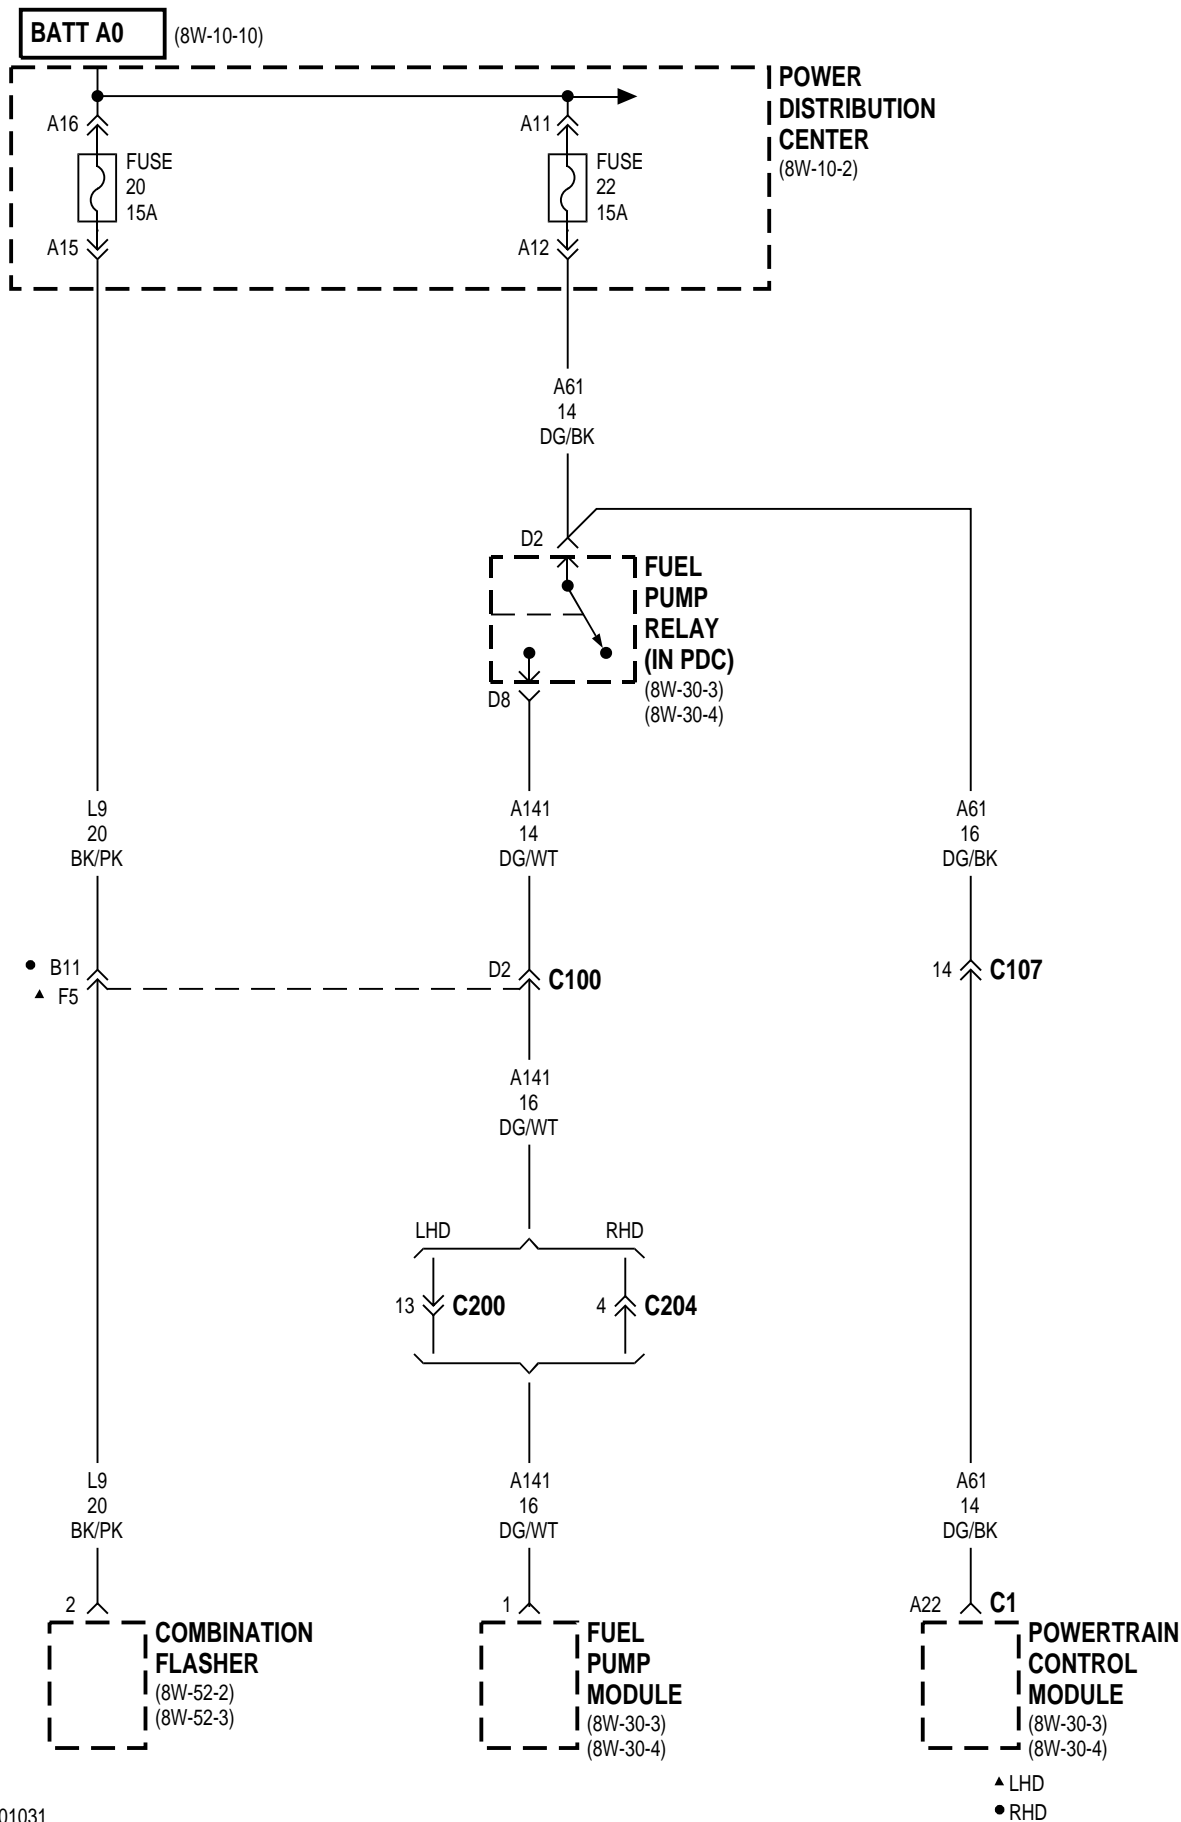 BATT A0
(8W-10-10)
POWER
DISTRIBUTION
CENTER
(8W-10-2)
A16
FUSE
20
15A
A15
A11
FUSE
22
15A
A12
A61
14
DG/BK
D2
FUEL
PUMP
RELAY
(IN PDC)
(8W-30-3)
(8W-30-4)
D8
L9
20
BK/PK
A141
14
DG/WT
A61
16
DG/BK
● B11
▲ F5
D2
C100
14
C107
A141
16
DG/WT
LHD
RHD
13
C200
4
C204
L9
20
BK/PK
A141
16
DG/WT
A61
14
DG/BK
2
COMBINATION
FLASHER
(8W-52-2)
(8W-52-3)
1
FUEL
PUMP
MODULE
(8W-30-3)
(8W-30-4)
A22
C1
POWERTRAIN
CONTROL
MODULE
(8W-30-3)
(8W-30-4)
▲ LHD
● RHD